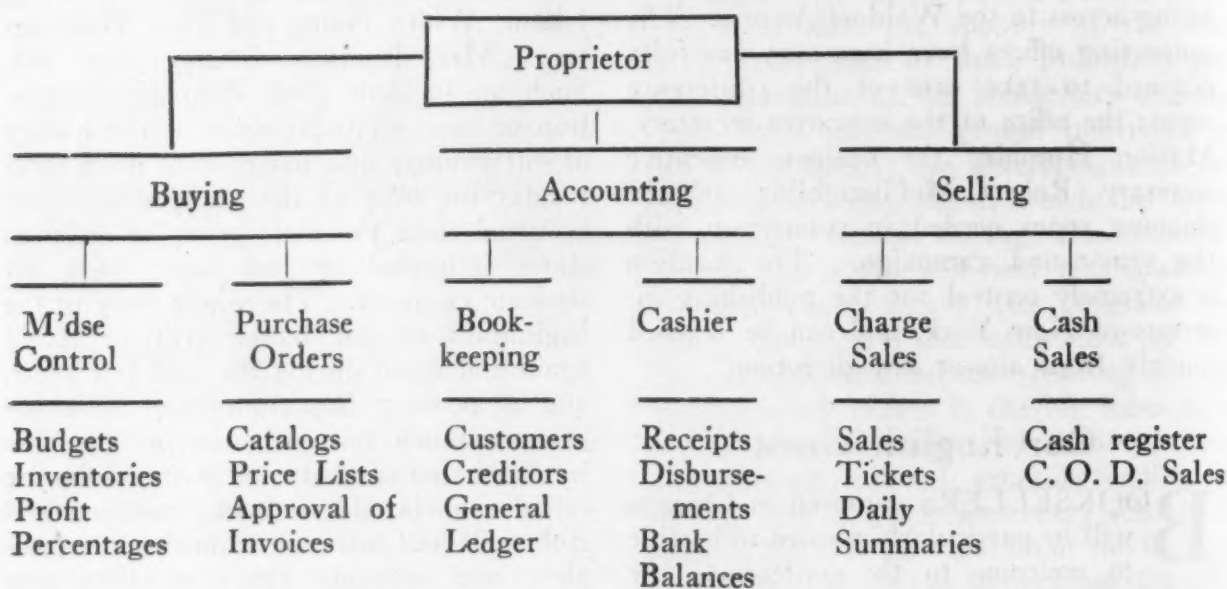 Proprietor
Buying
Accounting
Selling
M'dse
Control
Purchase
Orders
Book-
keeping
Cashier
Charge
Sales
Cash
Sales
Budgets
Inventories
Profit
Percentages
Catalogs
Price Lists
Approval of
Invoices
Customers
Creditors
General
Ledger
Receipts
Disburse-
ments
Bank
Balances
Sales
Tickets
Daily
Summaries
Cash register
C. O. D. Sales